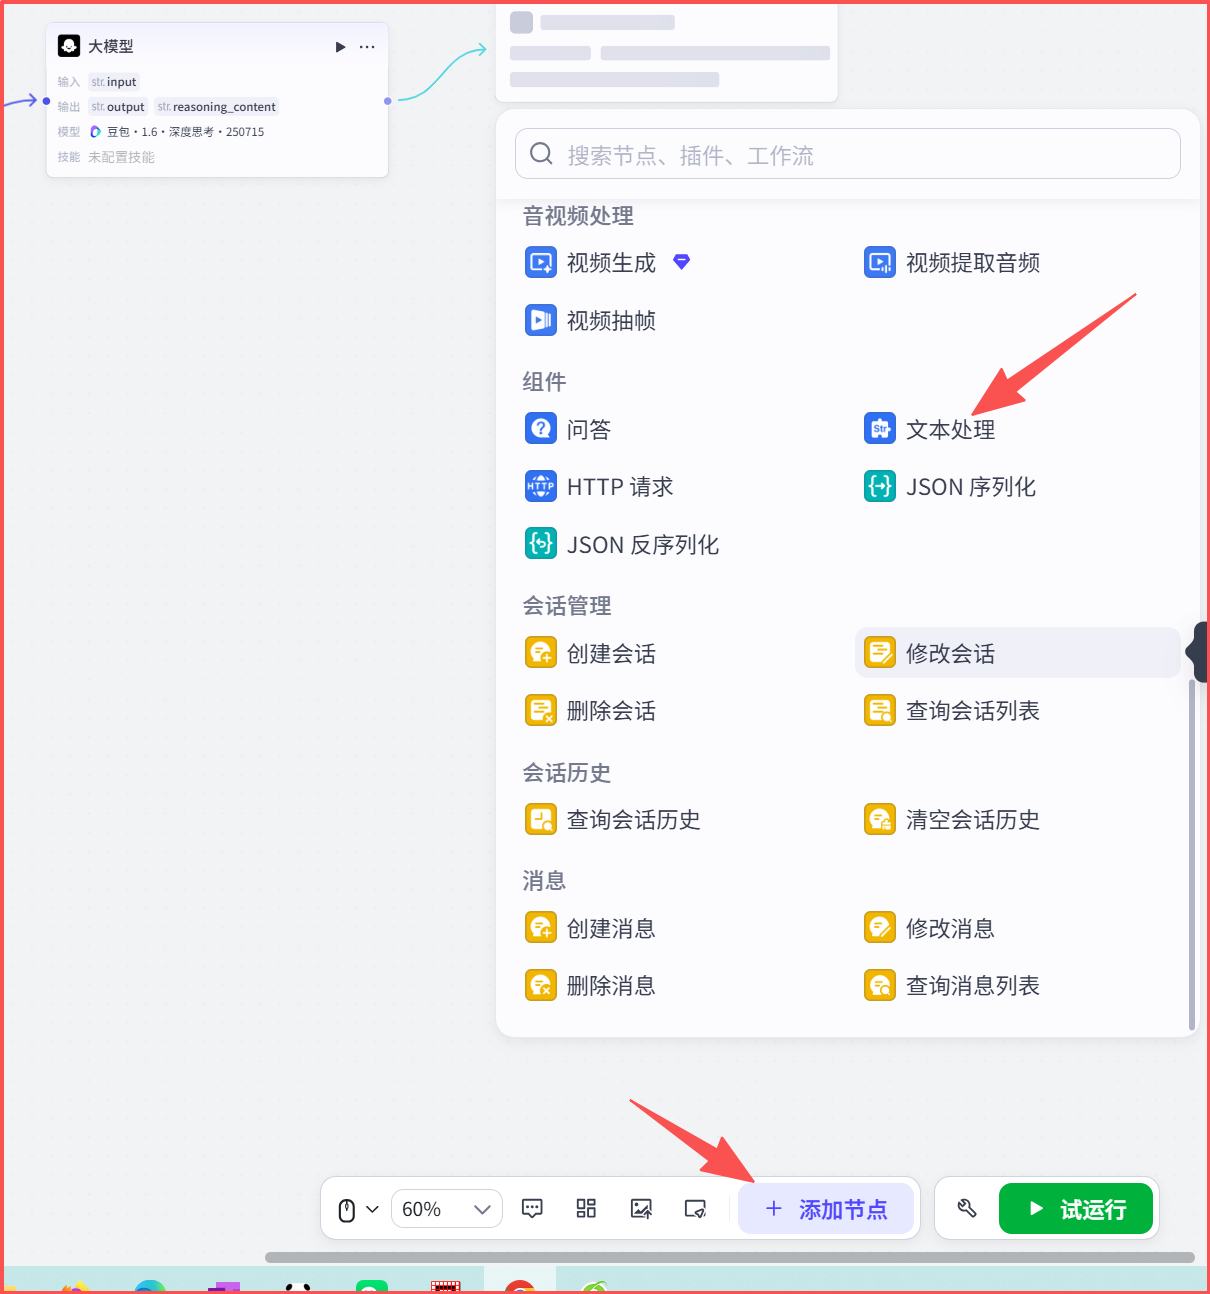 大模型
输入 str. input
输出 str. output str. reasoning_content
模型 豆包·1.6·深度思考·250715
技能 未配置技能
搜索节点、插件、工作流
音视频处理
视频生成
视频提取音频
视频抽帧
组件
问答
Str
文本处理
HTTP
HTTP 请求
JSON 序列化
JSON 反序列化
会话管理
创建会话
修改会话
删除会话
查询会话列表
会话历史
查询会话历史
清空会话历史
消息
创建消息
修改消息
删除消息
查询消息列表
60%
添加节点
试运行